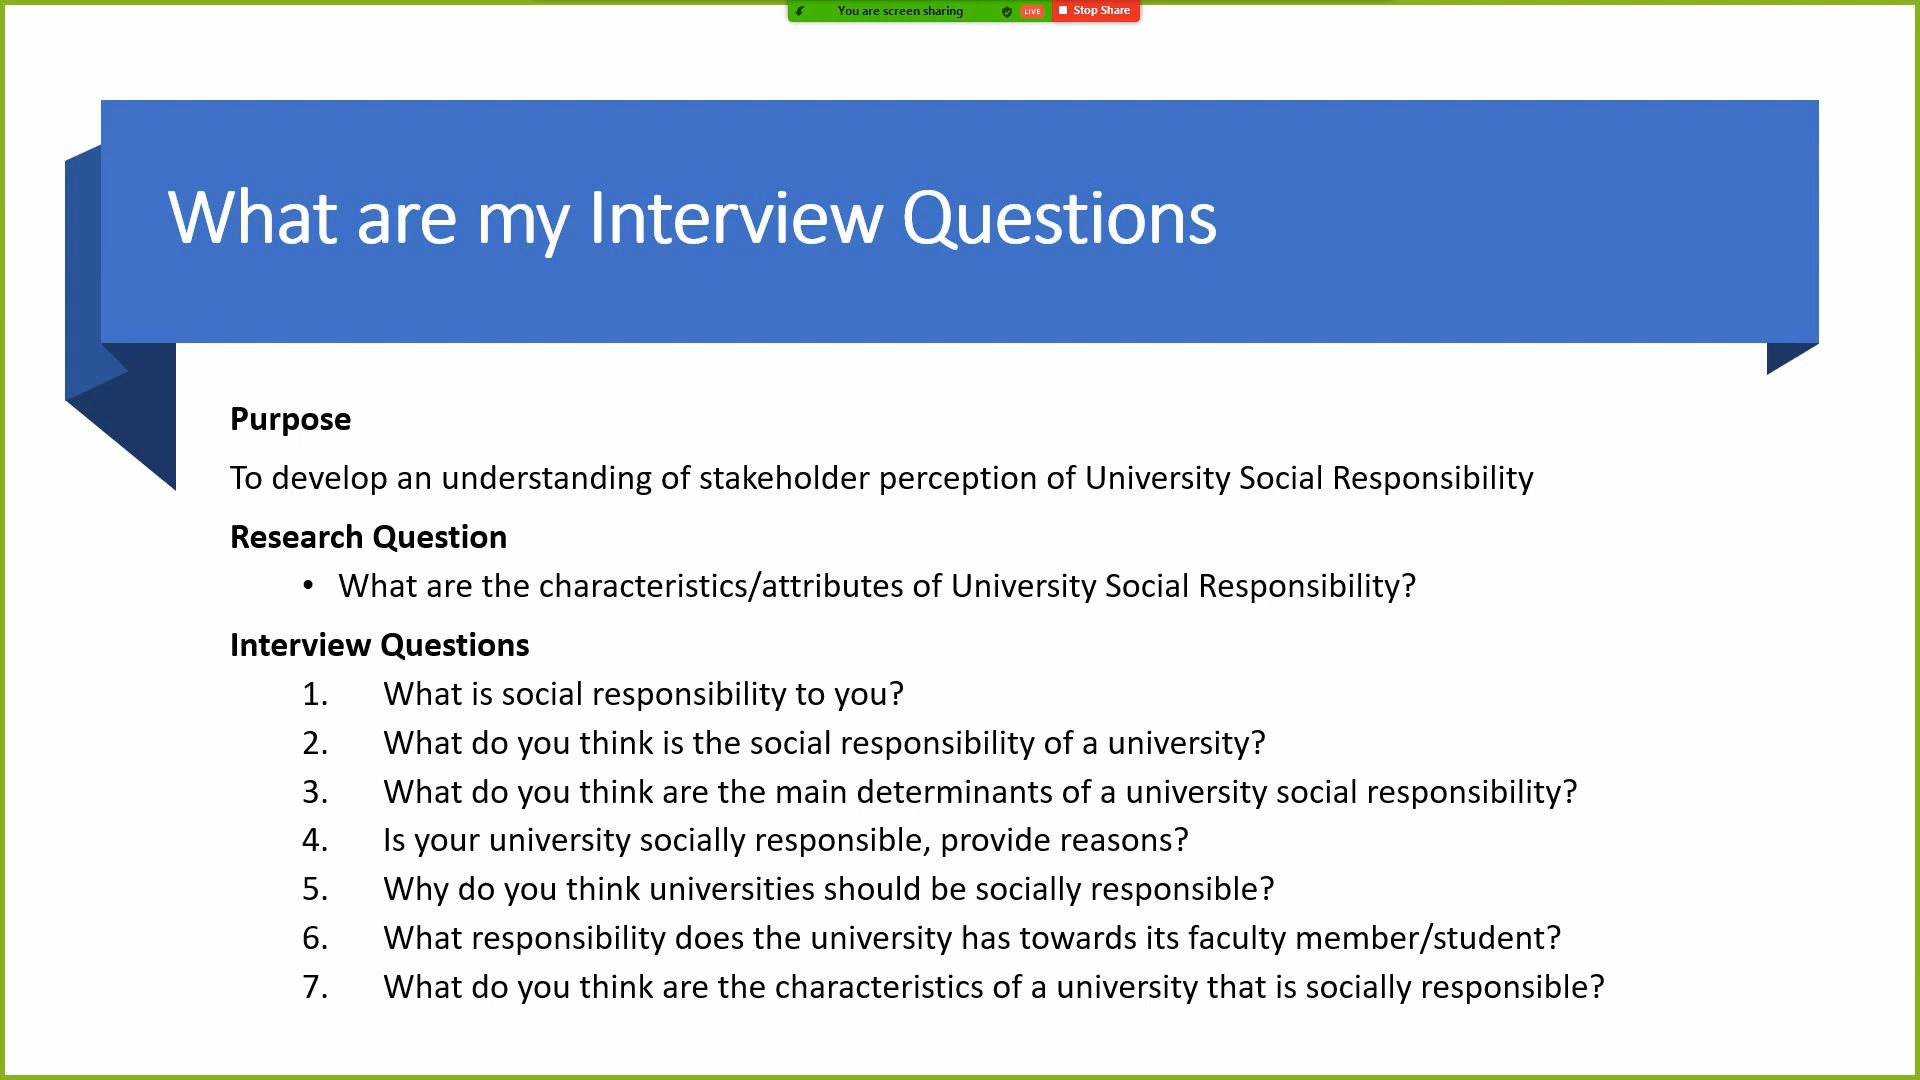 You are screen sharing LIVE Stop Share
What are my Interview Questions
Purpose
To develop an understanding of stakeholder perception of University Social Responsibility
Research Question
• What are the characteristics/attributes of University Social Responsibility?
Interview Questions
1. What is social responsibility to you?
2. What do you think is the social responsibility of a university?
3. What do you think are the main determinants of a university social responsibility?
4. Is your university socially responsible, provide reasons?
5. Why do you think universities should be socially responsible?
6. What responsibility does the university has towards its faculty member/student?
7. What do you think are the characteristics of a university that is socially responsible?